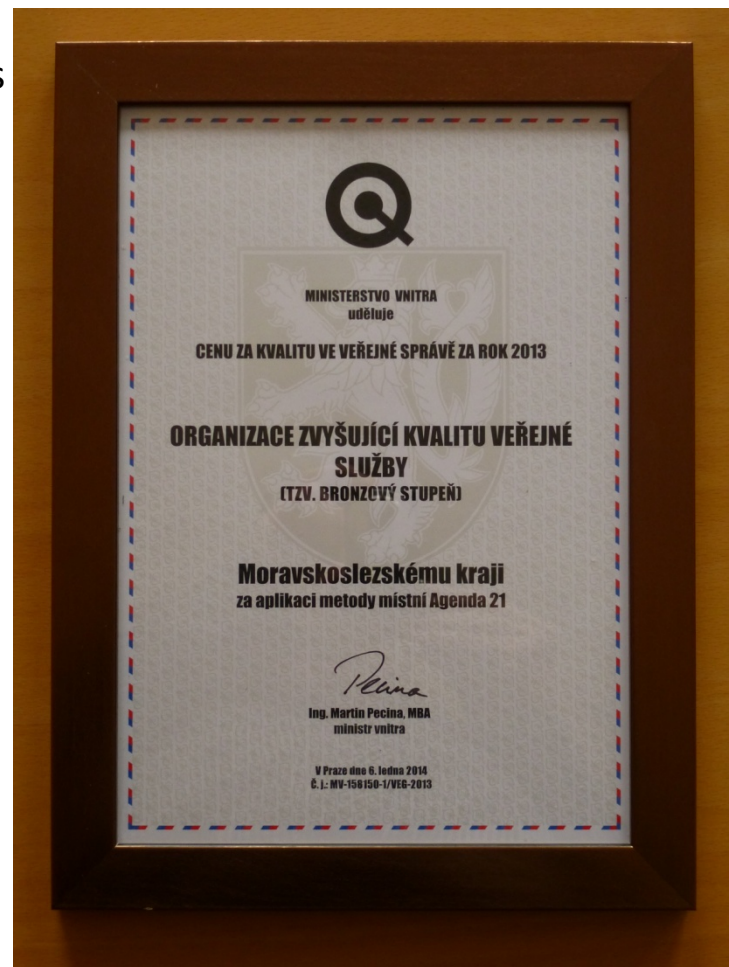 s
MINISTERSTVO VNITRA
uděluje
CENU ZA KVALITU VE VEŘEJNÉ SPRÁVĚ ZA ROK 2013
ORGANIZACE ZVYŠUJÍCÍ KVALITU VEŘEJNÉ
SLUŽBY
(TZV. BRONZOVÝ STUPEŇ)
Moravskoslezskému kraji
za aplikaci metody místní Agenda 21
Pecina
Ing. Martin Pecina, MBA
ministr vnitra
V Praze dne 6. ledna 2014
Č. j.: MV-158150-1/VEG-2013